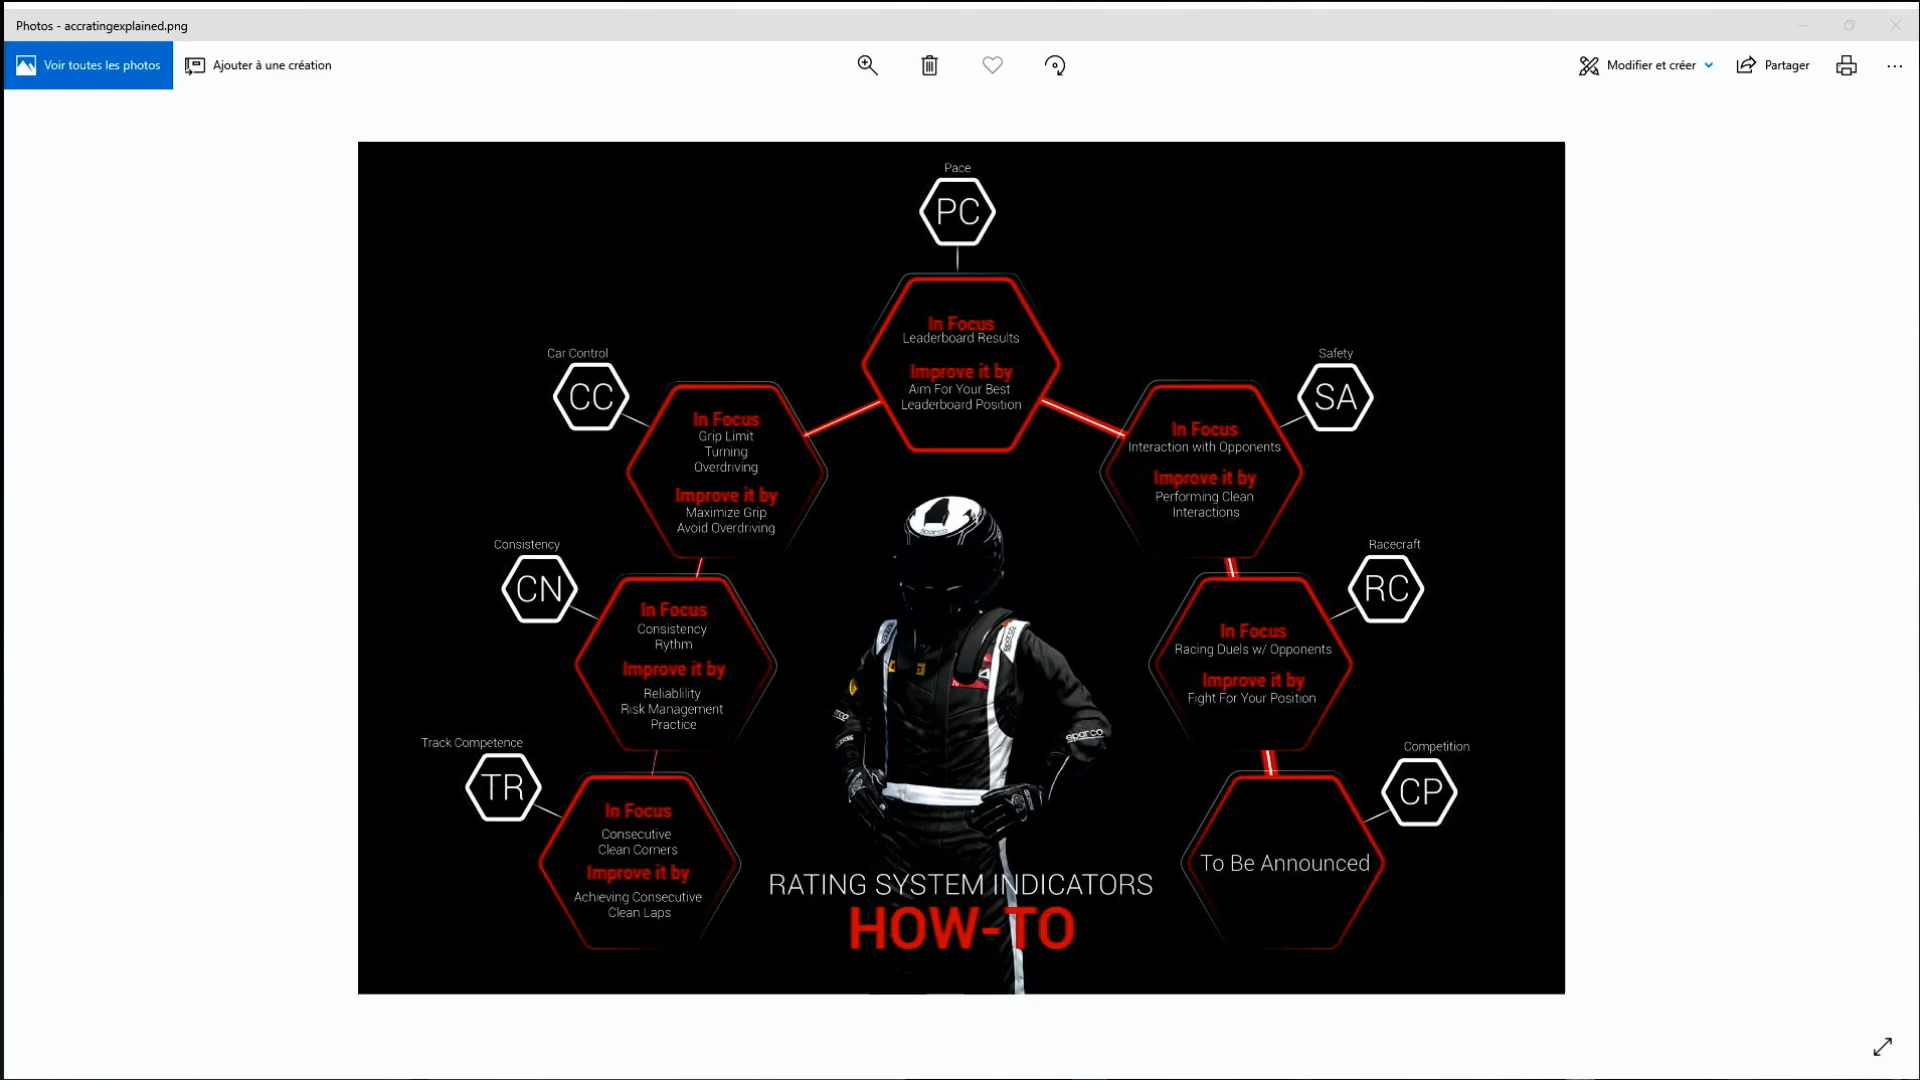 Photos - accratingexplained.png
Voir toutes les photos
Ajouter à une création
Modifier et créer
Partager
Pace
PC
In Focus
Leaderboard Results
Improve it by
Aim For Your Best
Leaderboard Position
Car Control
CC
In Focus
Grip Limit
Turning
Overdriving
Improve it by
Maximize Grip
Avoid Overdriving
Safety
SA
In Focus
Interaction with Opponents
Improve it by
Performing Clean
Interactions
Consistency
CN
In Focus
Consistency
Rythm
Improve it by
Reliablility
Risk Management
Practice
Racecraft
RC
In Focus
Racing Duels w/ Opponents
Improve it by
Fight For Your Position
Track Competence
TR
In Focus
Consecutive
Clean Corners
Improve it by
Achieving Consecutive
Clean Laps
Competition
CP
To Be Announced
sparco
sparco
RATING SYSTEM INDICATORS
HOW-TO